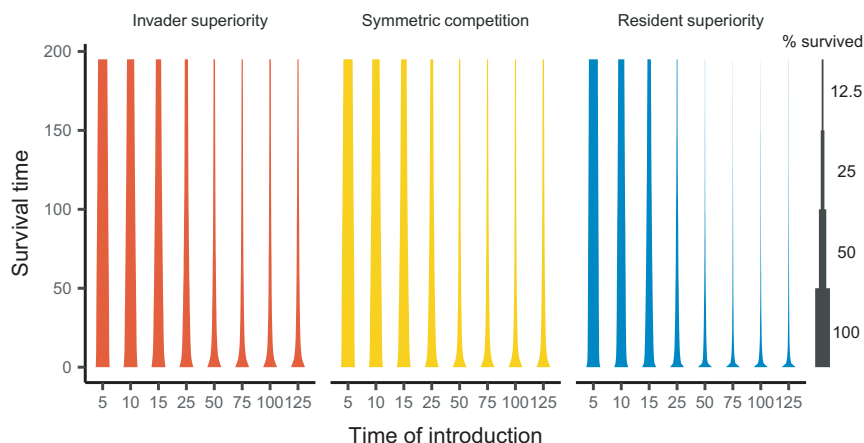 Invader superiority
Symmetric competition
Resident superiority
% survived
Survival time
200
150
100
50
0
12.5
25
50
100
5 10 15 25 50 75 100 125
5 10 15 25 50 75 100 125
5 10 15 25 50 75 100 125
Time of introduction